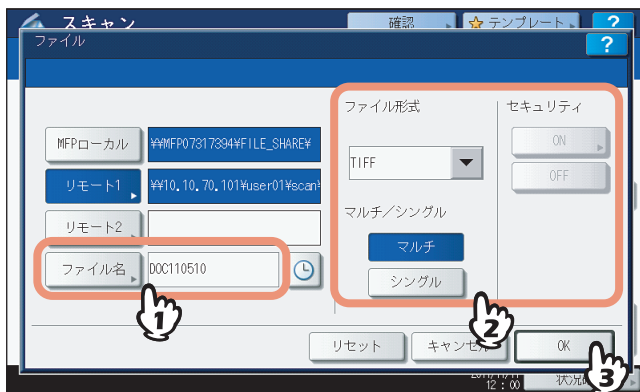 スキャン
確認
テンプレート
?
ファイル
?
ファイル形式
セキュリティ
MFPローカル
¥¥MFP07317394¥FILE_SHARE¥
TIFF
ON
OFF
リモート1
¥¥10.10.70.101¥user01¥scan¥
マルチ/シングル
リモート2
マルチ
ファイル名
DOC110510
シングル
1
2
リセット
キャンセル
OK
3
12:00